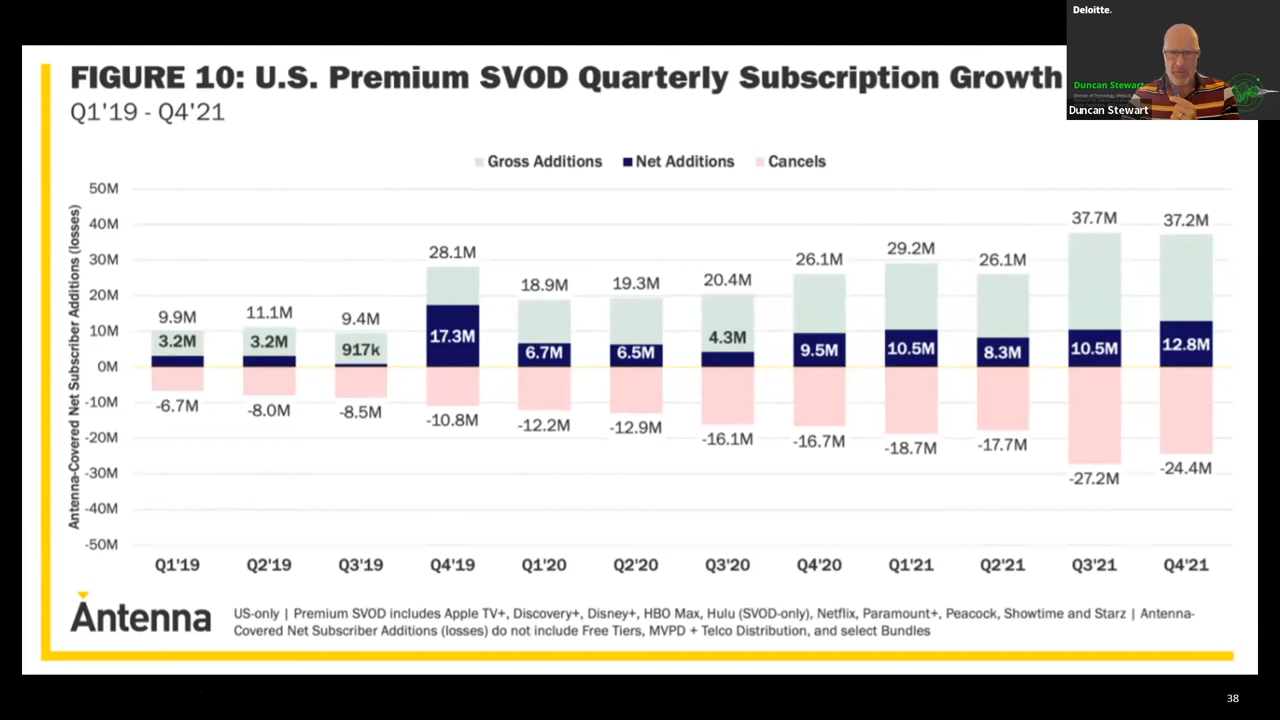 Deloitte.
Duncan Stewart
Duncan Stewart
FIGURE 10: U.S. Premium SVOD Quarterly Subscription Growth
Q1'19 - Q4'21
Gross Additions Net Additions Cancels
Antenna-Covered Net Subscriber Additions (losses)
50M
40M
30M
20M
10M
0M
-10M
-20M
-30M
-40M
-50M
9.9M 11.1M 9.4M 28.1M 18.9M 19.3M 20.4M 26.1M 29.2M 26.1M 37.7M 37.2M
3.2M 3.2M 917k 17.3M 6.7M 6.5M 4.3M 9.5M 10.5M 8.3M 10.5M 12.8M
-6.7M -8.0M -8.5M -10.8M -12.2M -12.9M -16.1M -16.7M -18.7M -17.7M -27.2M -24.4M
Q1'19 Q2'19 Q3'19 Q4'19 Q1'20 Q2'20 Q3'20 Q4'20 Q1'21 Q2'21 Q3'21 Q4'21
Antenna
US-only | Premium SVOD includes Apple TV+, Discovery+, Disney+, HBO Max, Hulu (SVOD-only), Netflix, Paramount+, Peacock, Showtime and Starz | Antenna-
Covered Net Subscriber Additions (losses) do not include Free Tiers, MVPD + Telco Distribution, and select Bundles
38